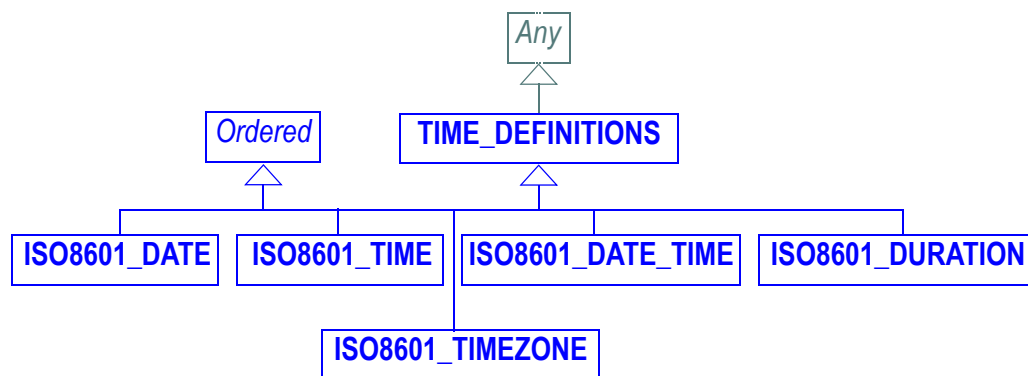 Any
Ordered
TIME_DEFINITIONS
ISO8601_DATE
ISO8601_TIME
ISO8601_DATE_TIME
ISO8601_DURATION
ISO8601_TIMEZONE